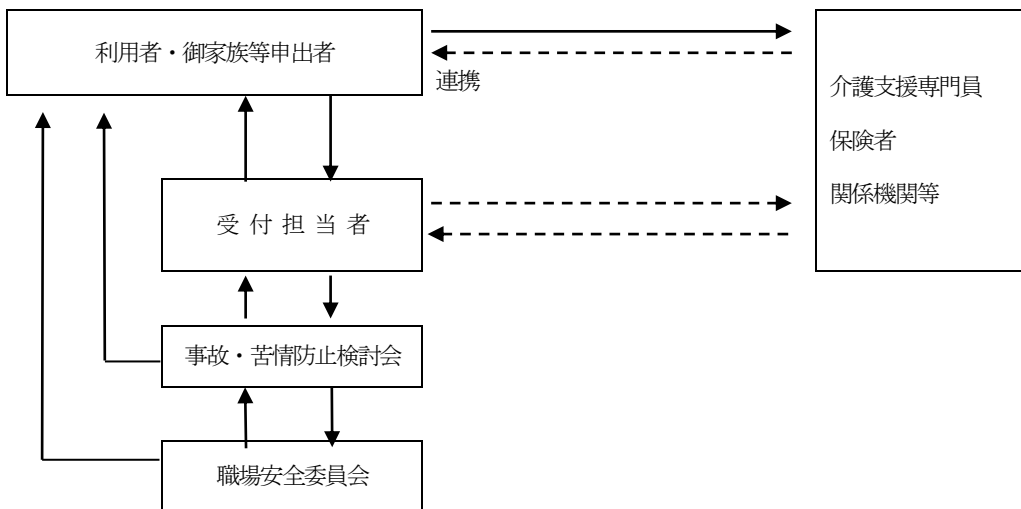 利用者・御家族等申出者
連携
介護支援専門員
保険者
関係機関等
受 付 担 当 者
事故・苦情防止検討会
職場安全委員会